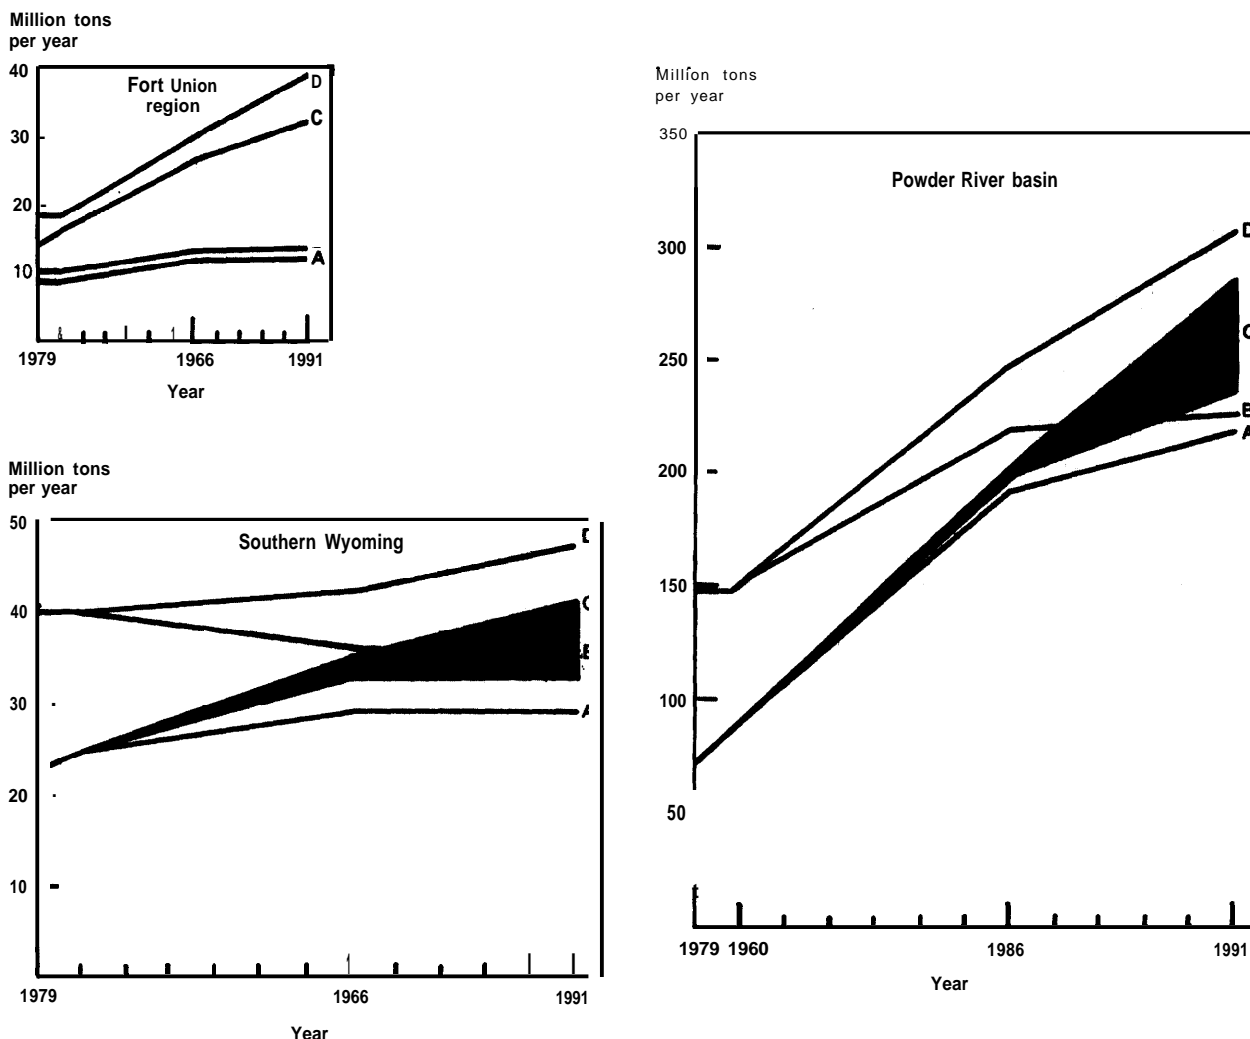 Million tons
per year
40
Fort Union
region
D
C
30
20
10
A
1979
1966
1991
Year
Million tons
per year
50
Southern Wyoming
40
30
20
10
A
1979
1966
1991
Year
Million tons
per year
350
Powder River basin
300
D
250
200
150
100
50
1979 1960
1986
1991
Year